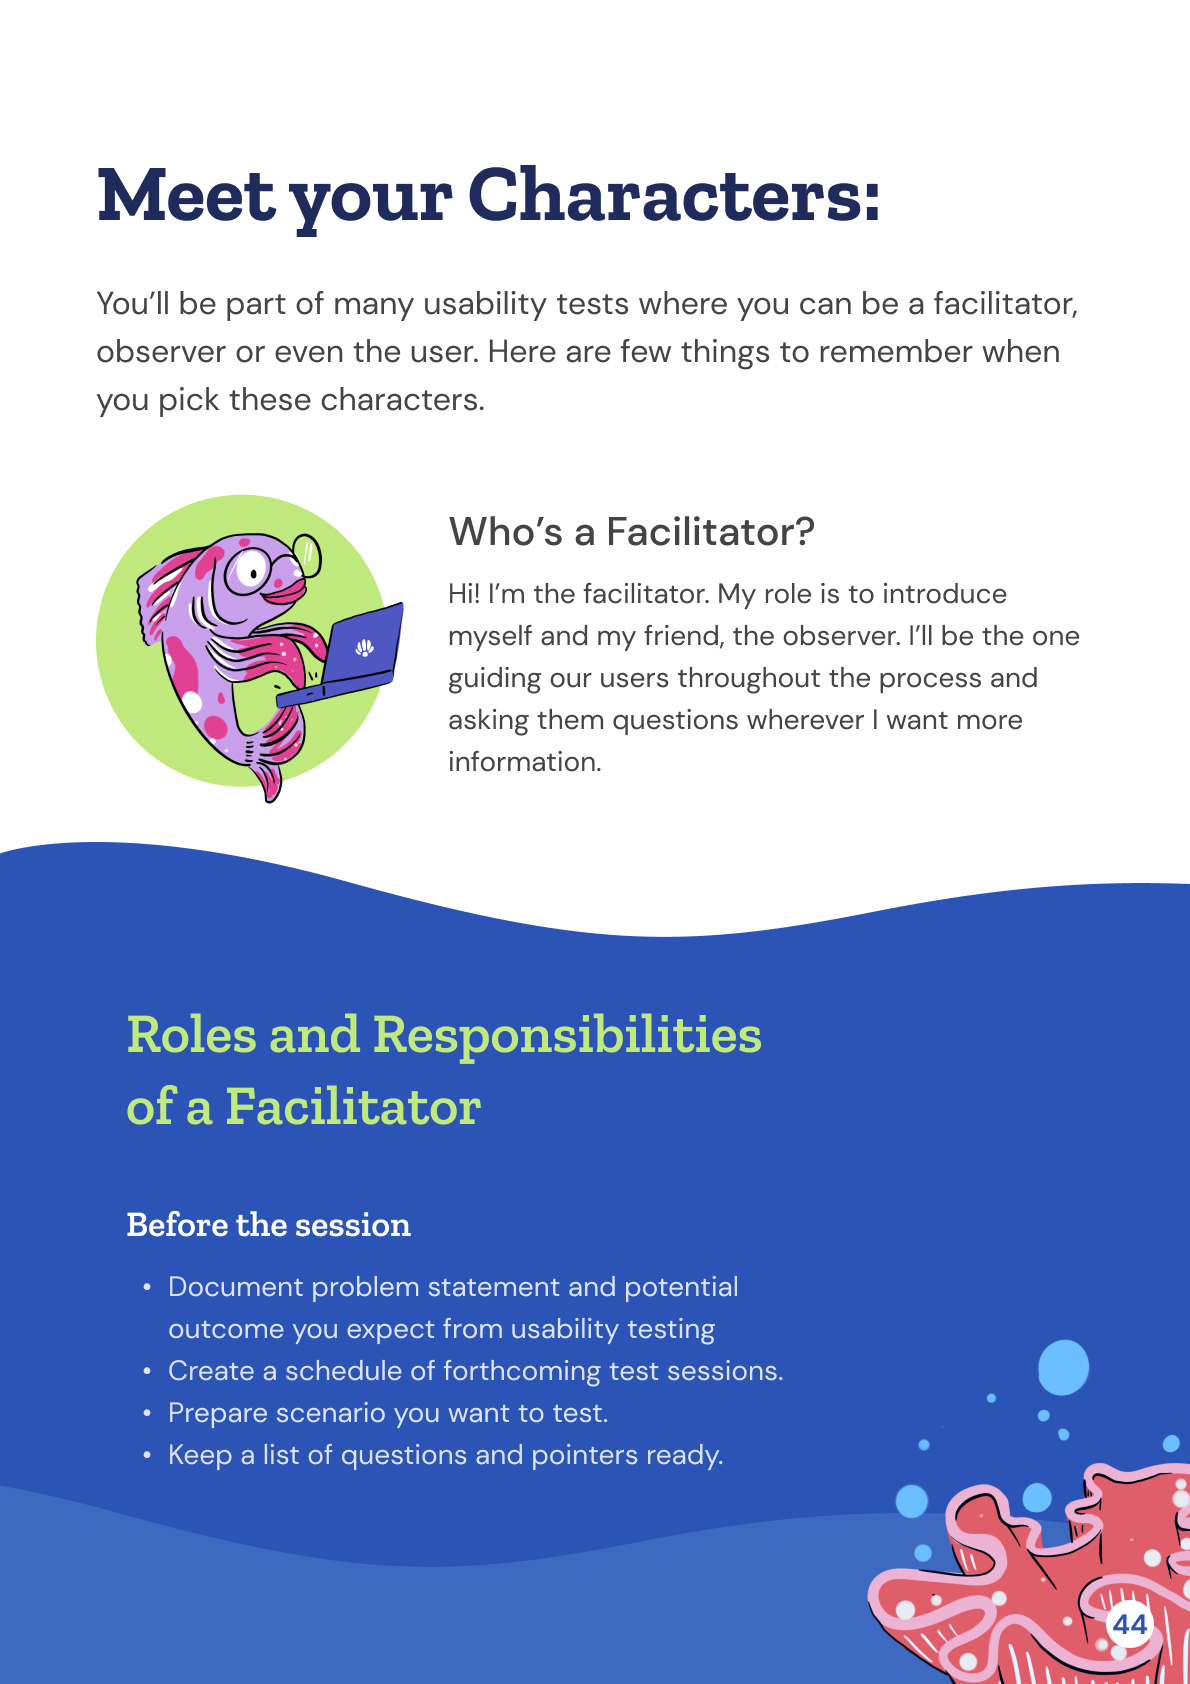 Meet your Characters:
You’ll be part of many usability tests where you can be a facilitator,
observer or even the user. Here are few things to remember when
you pick these characters.
Who’s a Facilitator?
Hi! I’m the facilitator. My role is to introduce
myself and my friend, the observer. I’ll be the one
guiding our users throughout the process and
asking them questions wherever I want more
information.
Roles and Responsibilities
of a Facilitator
Before the session
• Document problem statement and potential
outcome you expect from usability testing
• Create a schedule of forthcoming test sessions.
• Prepare scenario you want to test.
• Keep a list of questions and pointers ready.
44